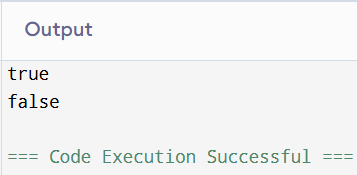 Output
true
false
=== Code Execution Successful ===